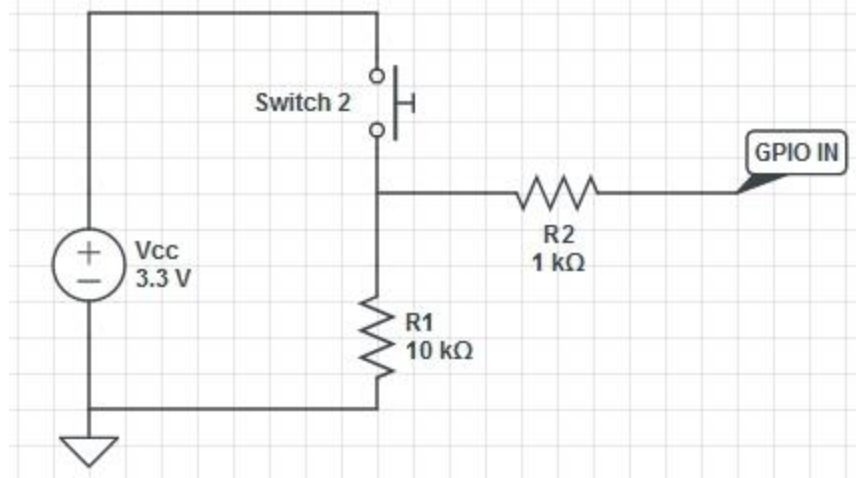 Switch 2
GPIO IN
R2
1 kΩ
Vcc
3.3 V
R1
10 kΩ